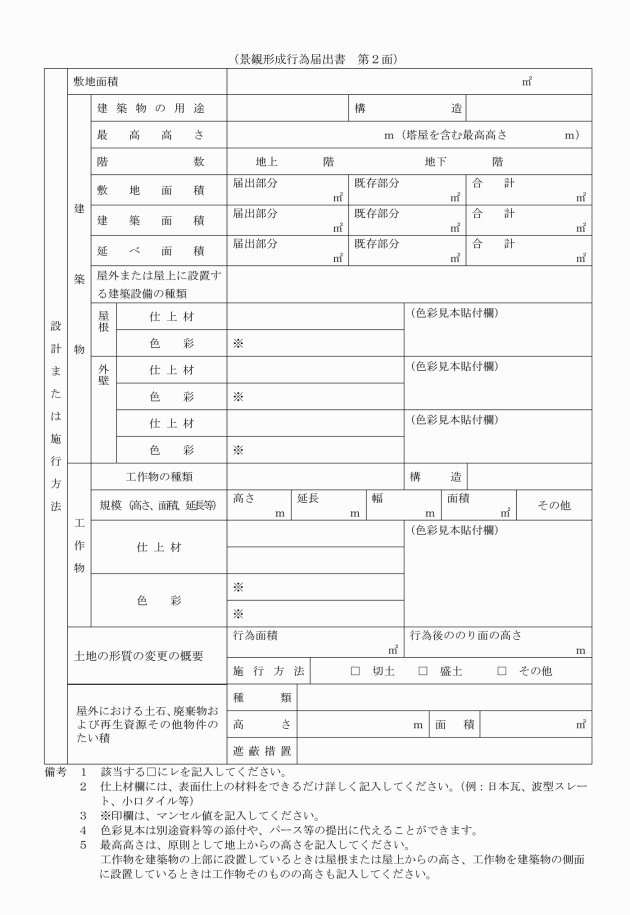 （景観形成行為届出書　第２面）
設計または施行方法
敷地面積　㎡
建築物
建築物の用途　構造
最高高さ　ｍ（塔屋を含む最高高さ　ｍ）
階数　地上　階　地下　階
敷地面積　届出部分　㎡　既存部分　㎡　合計　㎡
建築面積　届出部分　㎡　既存部分　㎡　合計　㎡
延べ面積　届出部分　㎡　既存部分　㎡　合計　㎡
屋外または屋上に設置す
る建築設備の種類
屋根　仕上材　（色彩見本貼付欄）
色彩　※
外壁　仕上材　（色彩見本貼付欄）
色彩　※
仕上材　（色彩見本貼付欄）
色彩　※
工作物
工作物の種類　構造
規模（高さ、面積、延長等）　高さ　ｍ　延長　ｍ　幅　ｍ　面積　㎡　その他
仕上材　（色彩見本貼付欄）
色彩　※
※
土地の形質の変更の概要　行為面積　㎡　行為後ののり面の高さ　ｍ
施行方法　□　切土　□　盛土　□　その他
屋外における土石、廃棄物お
よび再生資源その他物件の
たい積
種類
高さ　ｍ　面積　㎡
遮蔽措置
備考　１　該当する□にレを記入してください。
２　仕上材欄には、表面仕上の材料をできるだけ詳しく記入してください。（例：日本瓦、波型スレー
ト、小口タイル等）
３　※印欄は、マンセル値を記入してください。
４　色彩見本は別途資料等の添付や、パース等の提出に代えることができます。
５　最高高さは、原則として地上からの高さを記入してください。
工作物を建築物の上部に設置しているときは屋根または屋上からの高さ、工作物を建築物の側面
に設置しているときは工作物そのものの高さも記入してください。